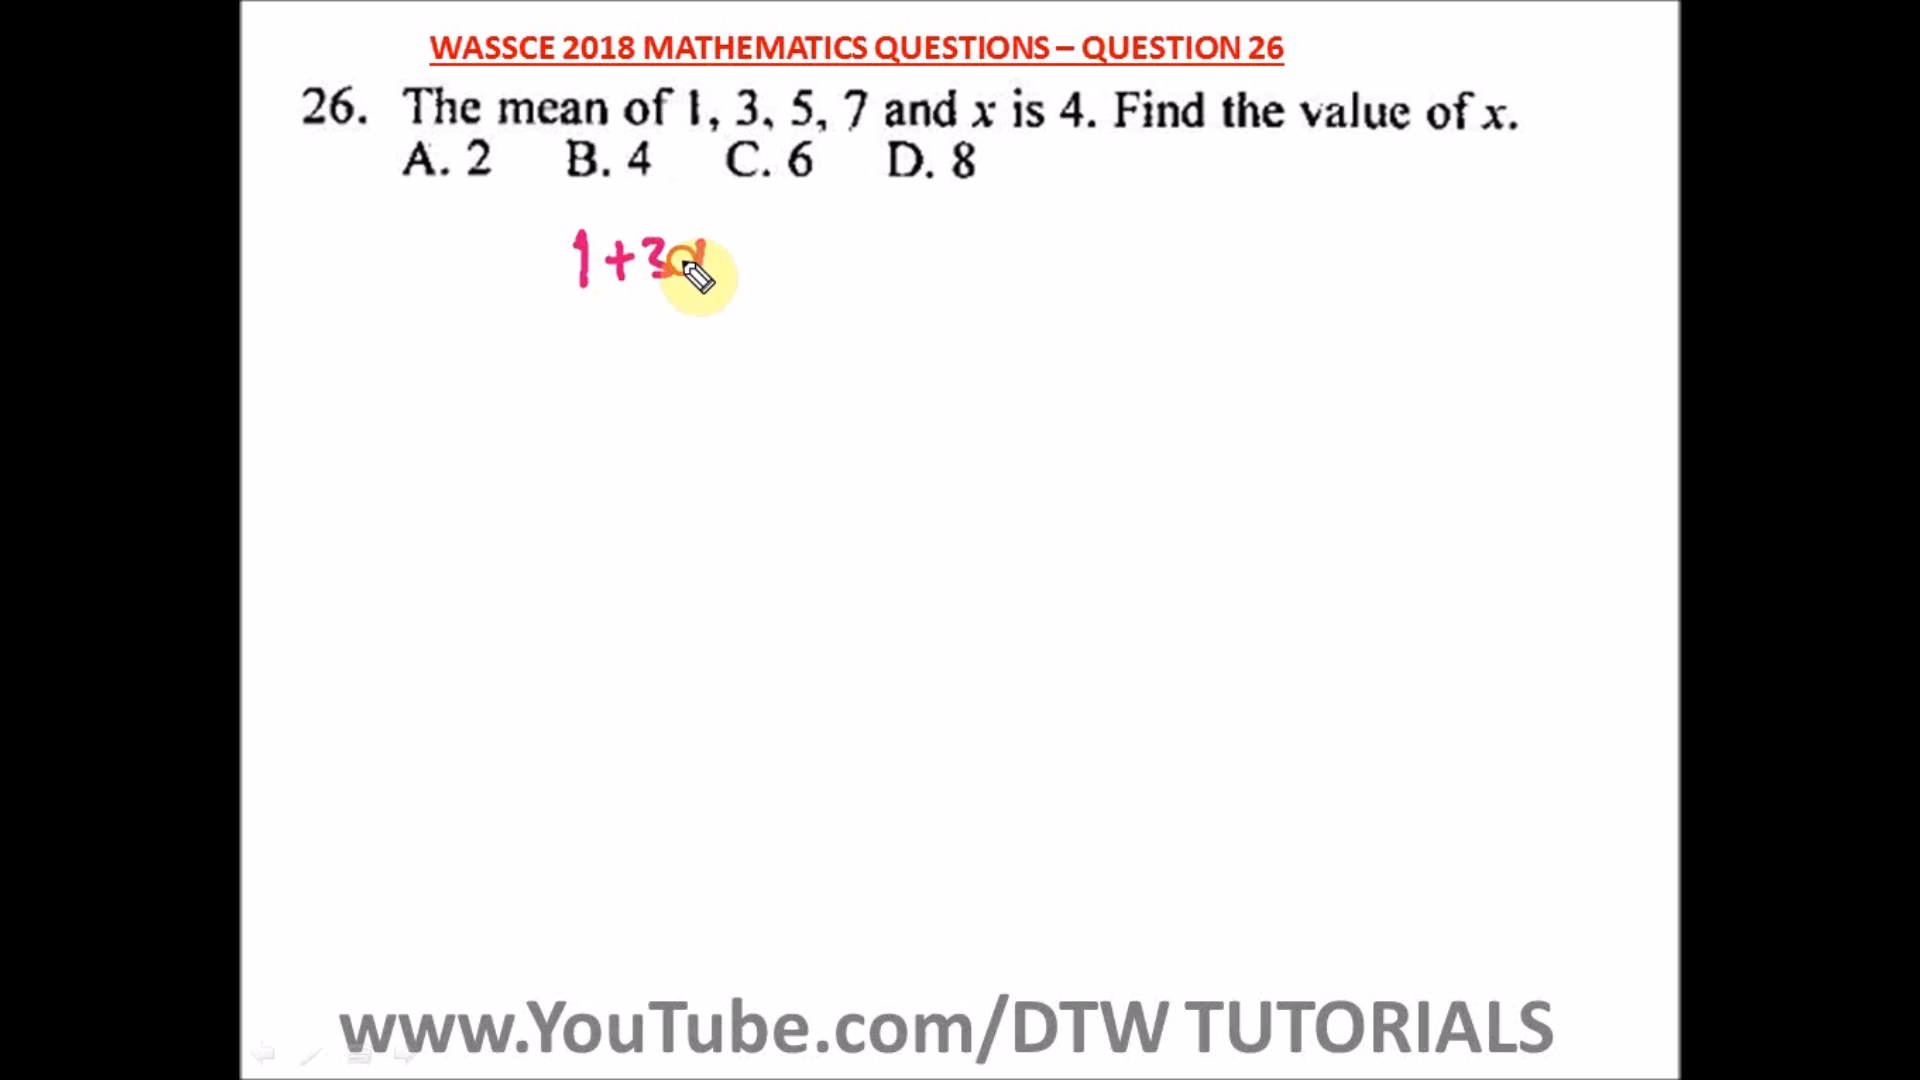 WASSCE 2018 MATHEMATICS QUESTIONS – QUESTION 26
26. The mean of 1, 3, 5, 7 and x is 4. Find the value of x.
A. 2 B. 4 C. 6 D. 8
1+3
www.YouTube.com/DTW TUTORIALS